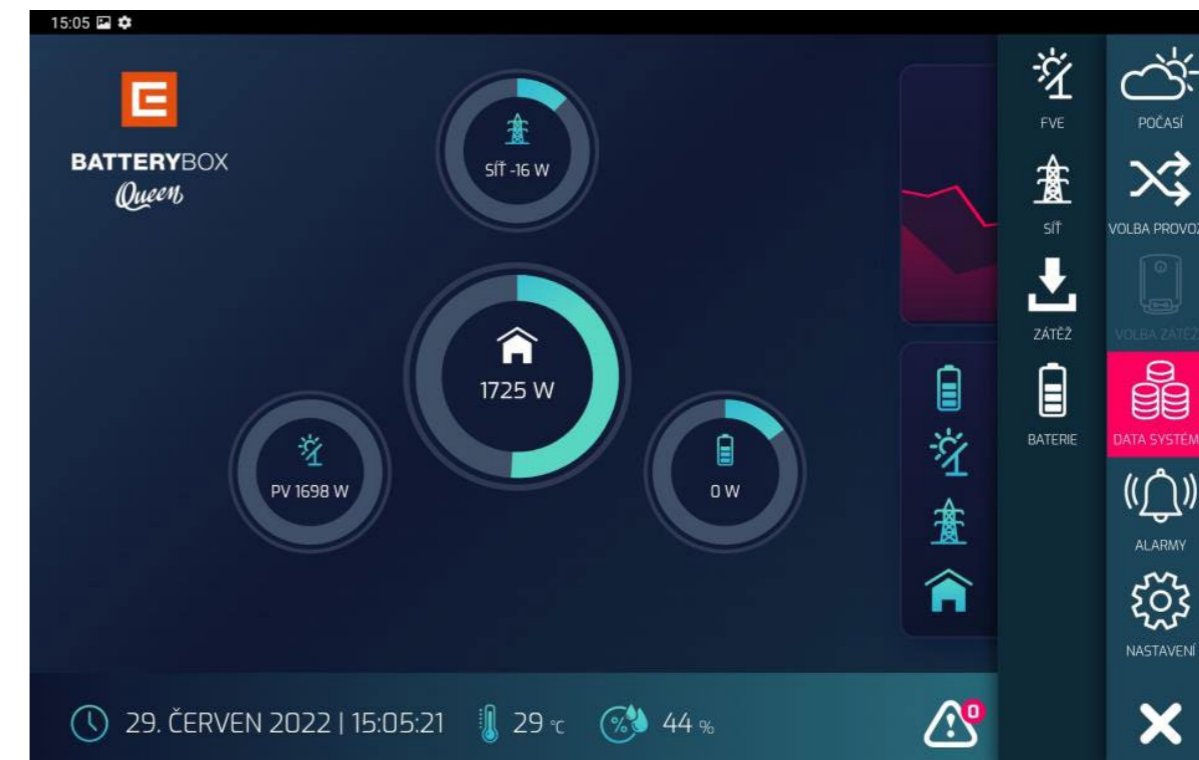 15:05
BATTERYBOX
Queen
SÍŤ -16 W
1725 W
PV 1698 W
0 W
FVE
SÍŤ
ZÁTĚŽ
BATERIE
POČASÍ
VOLBA PROVOZ
VOLBA ZÁTĚŽ
DATA SYSTÉM
ALARMY
NASTAVENÍ
29. ČERVEN 2022 | 15:05:21
29 °C
44 %
0